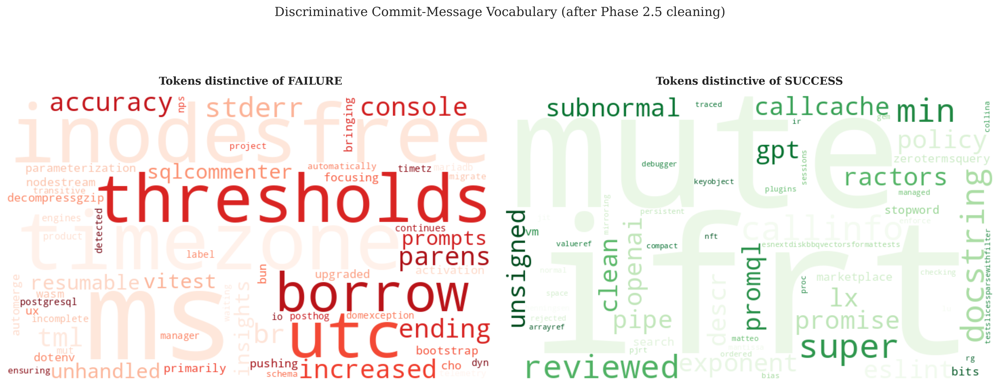 Discriminative Commit-Message Vocabulary (after Phase 2.5 cleaning)
Tokens distinctive of FAILURE
accuracy
nps
stderr
bringing
console
inodesfree
project
parameterization
sqlcommenter
automatically
timetz
mariadb
focusing
migrate
nodestream
transitive
decompressgzip
thresholds
detected
engines
product
timezone
continues
prompts
label
parens
bun
activation
automerge
resumable
vitest
upgraded
borrow
waiting
insights
wasm
postgresql
ms
ux
incomplete
io
posthog
domexception
tml
manager
br
utc
ending
mut
dotenv
bootstrap
ensuring
unhandled
primarily
pushing
schema
increased
cho
dyn
telemetry
Tokens distinctive of SUCCESS
subnormal
traced
callcache
min
collina
gem
ir
mute
gpt
policy
sessions
zerotermsquery
debugger
ractors
keyobject
plugins
managed
docstring
mirroring
persistent
stopword
jit
unsigned
vm
openai
callinfo
enforce
nft
valueref
compact
clean
promql
esnextdiskbbqvectorsformattests
testslicessparsewithfilter
ifrt
normal
descr
proc
marketplace
checking
space
lx
henningsen
lu
rejected
arrayref
pipe
promise
search
matteo
mantissa
super
pjrt
ordered
reviewed
exponent
bias
eslint
rg
bits